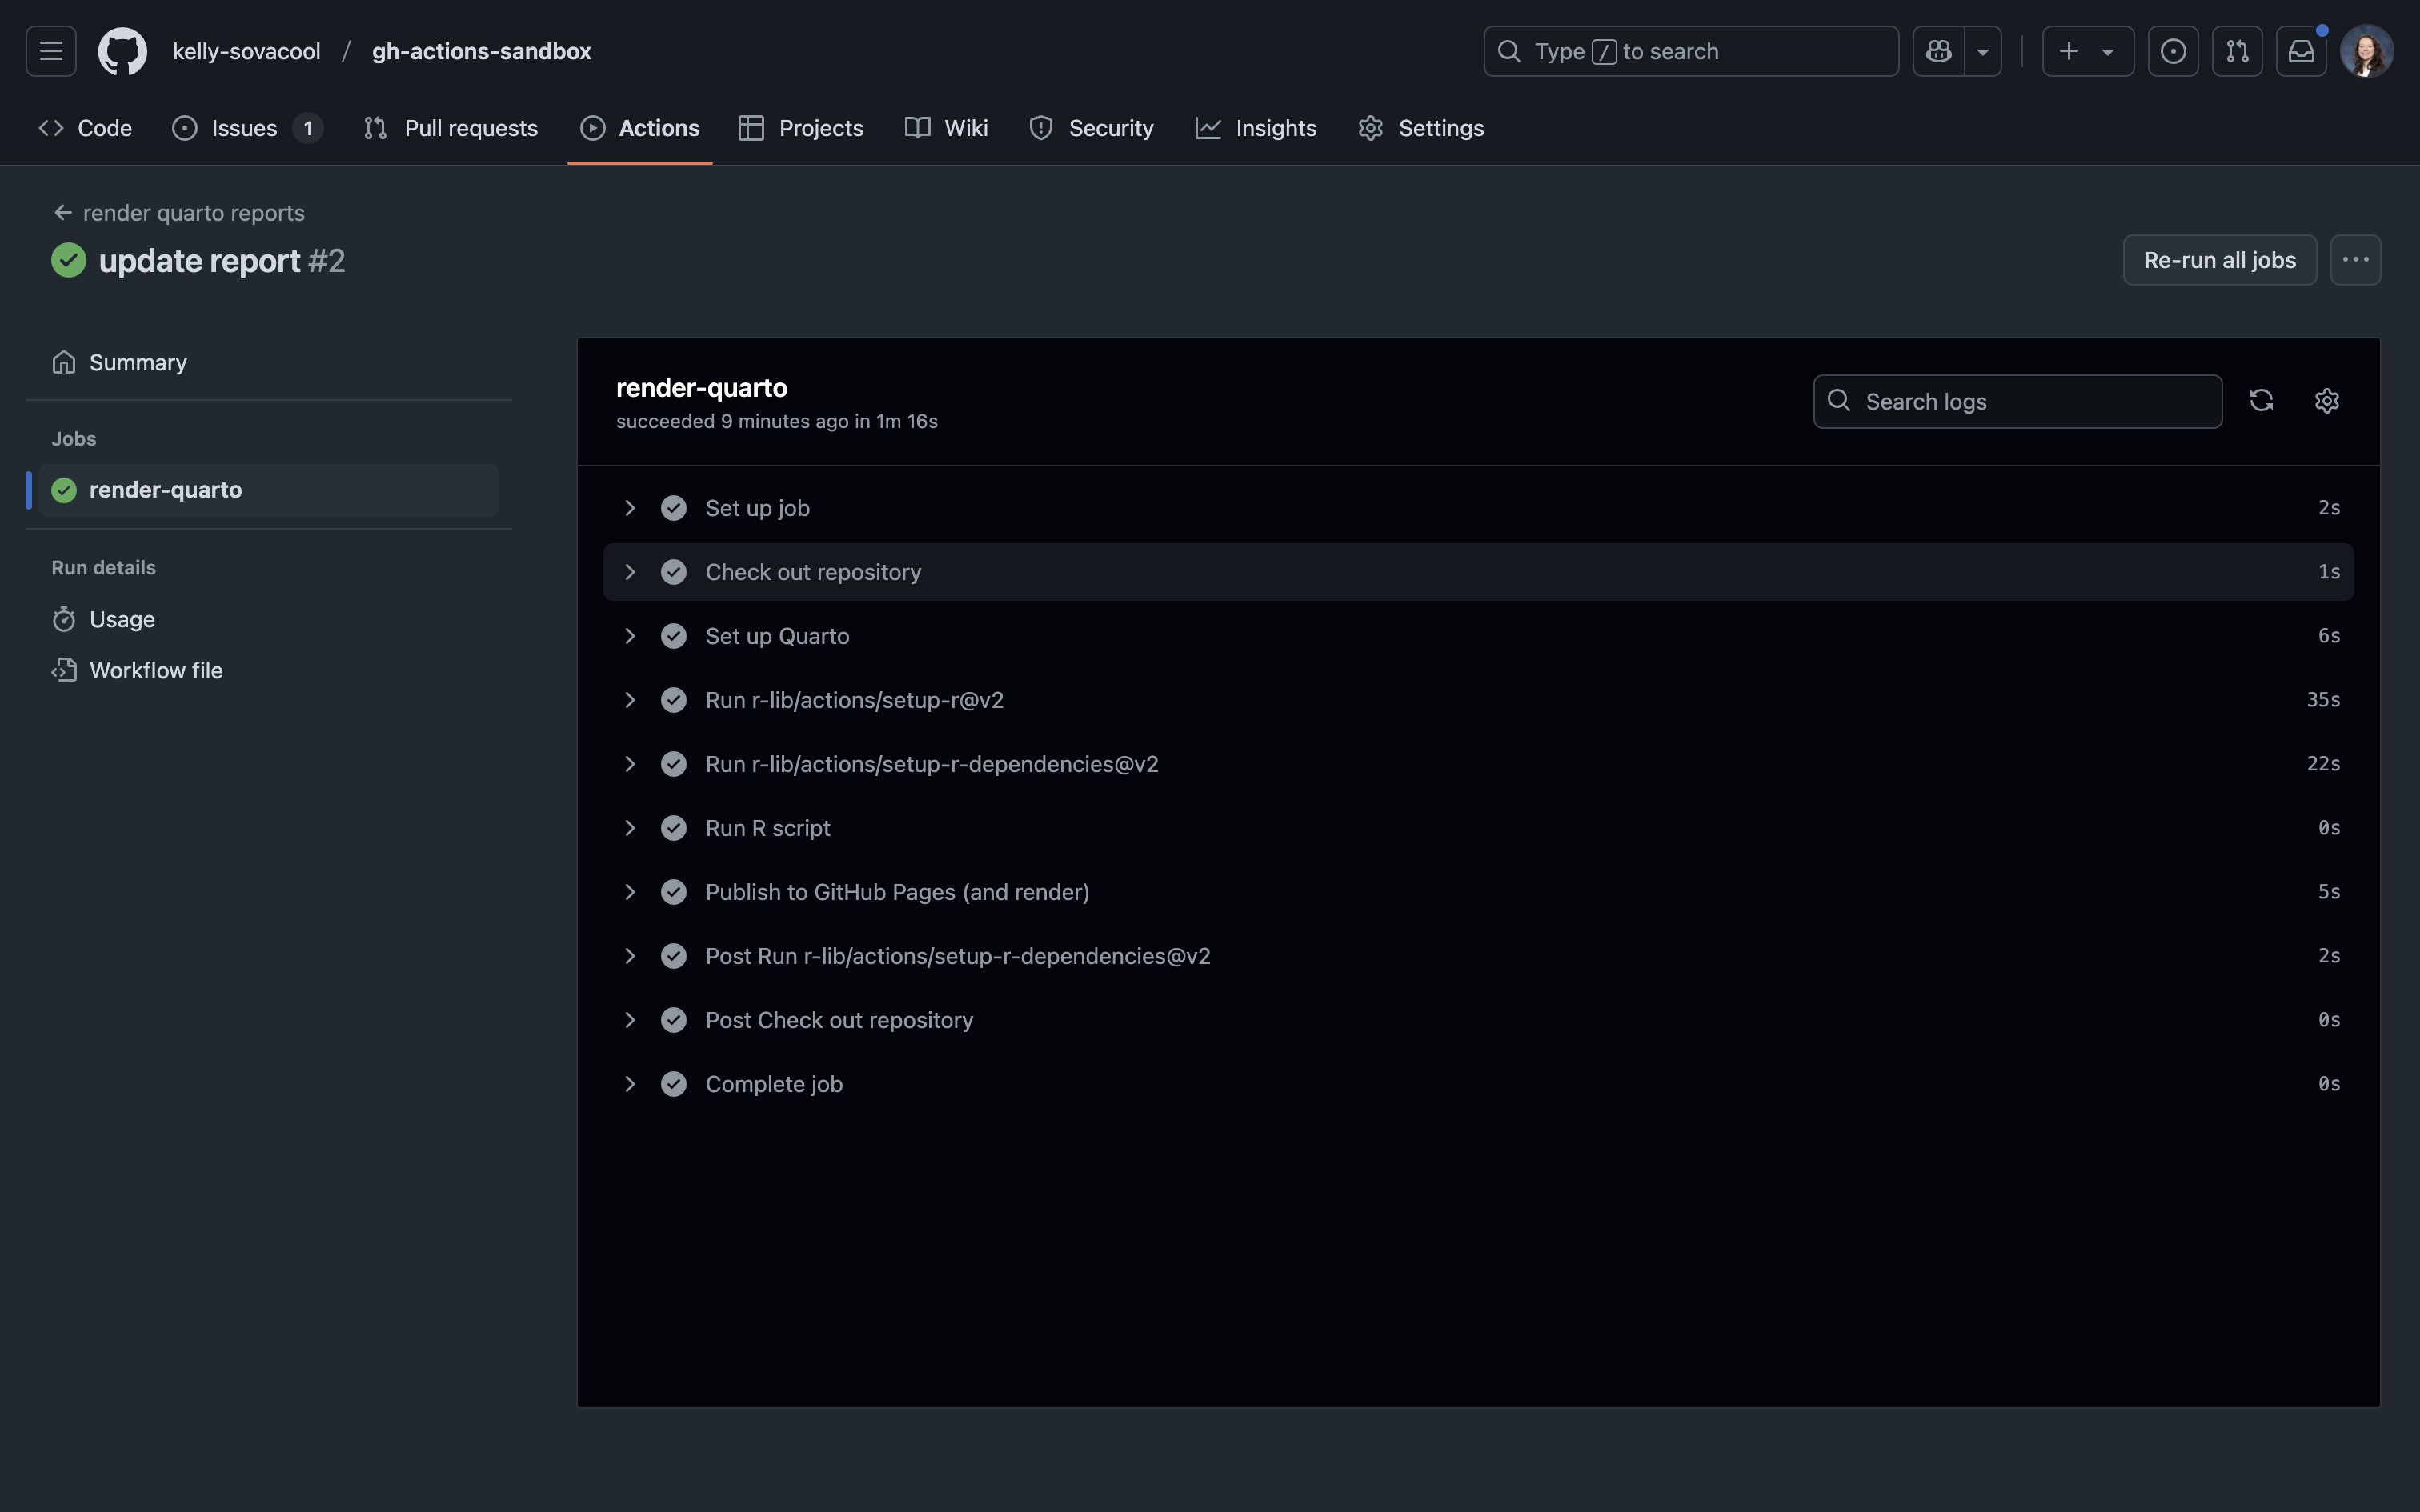 kelly-sovacool / gh-actions-sandbox
Type / to search
Code
Issues 1
Pull requests
Actions
Projects
Wiki
Security
Insights
Settings
render quarto reports
update report #2
Re-run all jobs
Summary
Jobs
render-quarto
Run details
Usage
Workflow file
render-quarto
succeeded 9 minutes ago in 1m 16s
Search logs
Set up job 2s
Check out repository 1s
Set up Quarto 6s
Run r-lib/actions/setup-r@v2 35s
Run r-lib/actions/setup-r-dependencies@v2 22s
Run R script 0s
Publish to GitHub Pages (and render) 5s
Post Run r-lib/actions/setup-r-dependencies@v2 2s
Post Check out repository 0s
Complete job 0s